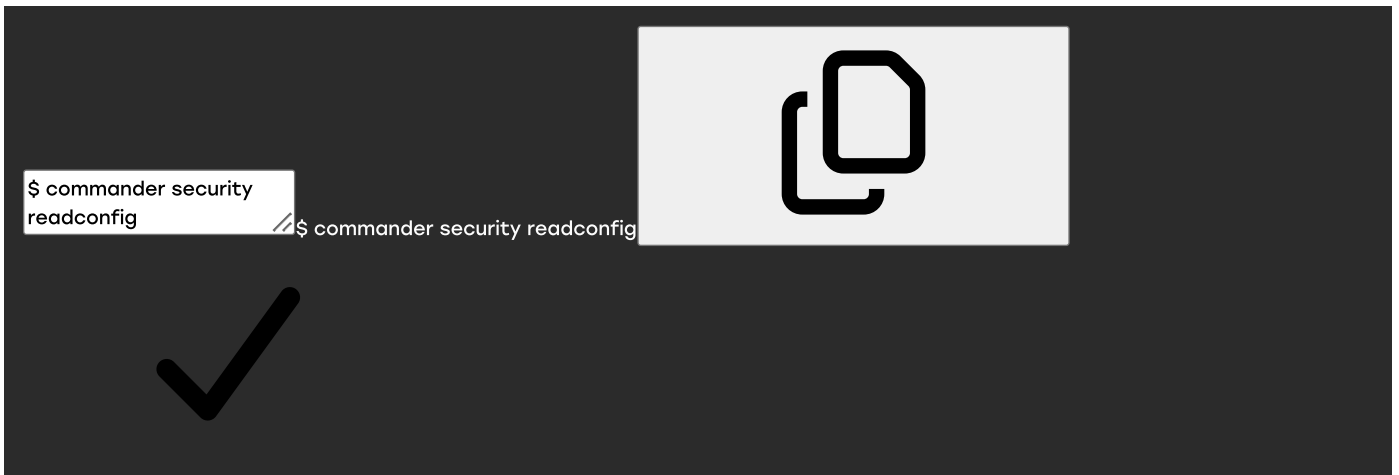 $ commander security
readconfig
$ commander security readconfig